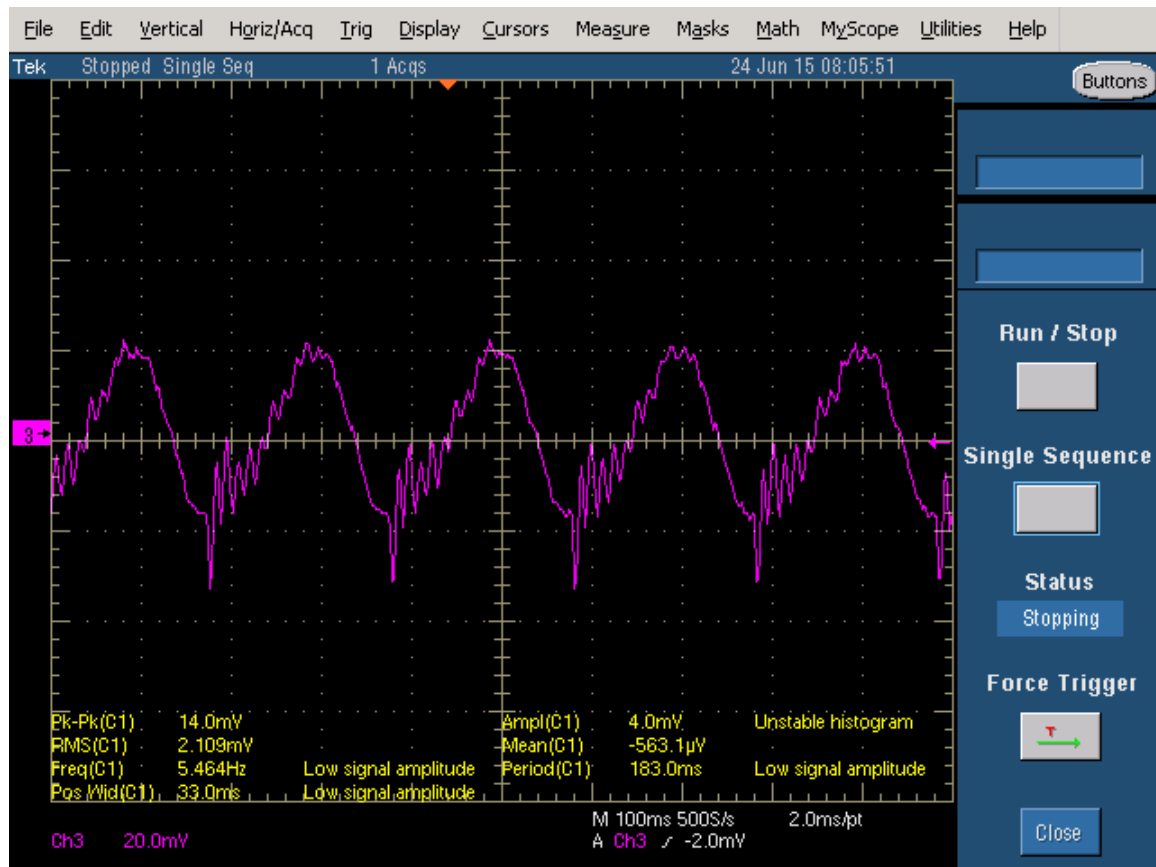 File Edit Vertical Horiz/Acq Trig Display Cursors Measure Masks Math MyScope Utilities Help
Tek Stopped Single Seq 1 Acqs 24 Jun 15 08:05:51
Buttons
Run / Stop
3
Single Sequence
Status
Stopping
Force Trigger
Pk-Pk(C1) 14.0mV Ampl(C1) 4.0mV Unstable histogram
RMS(C1) 2.109mV Mean(C1) -563.1µV
Freq(C1) 5.464Hz Low signal amplitude Period(C1) 183.0ms Low signal amplitude
Pos Wid(C1) 33.0ms Low signal amplitude
T
M 100ms 500S/s 2.0ms/pt
Ch3 20.0mV A Ch3 -2.0mV
Close